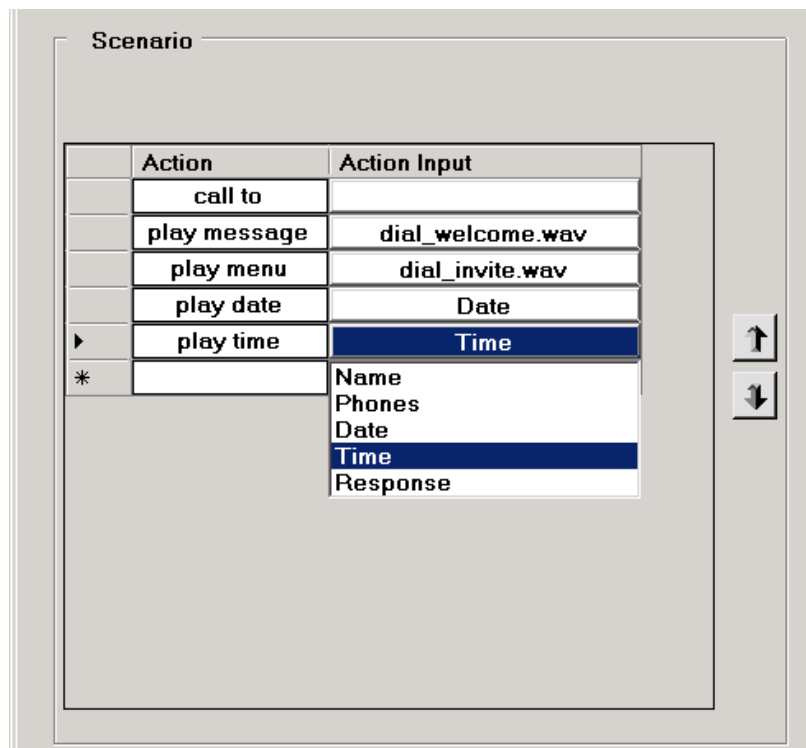 Scenario
Action Action Input
call to
play message dial_welcome.wav
play menu dial_invite.wav
play date Date
play time Time
Name
Phones
Date
Time
Response